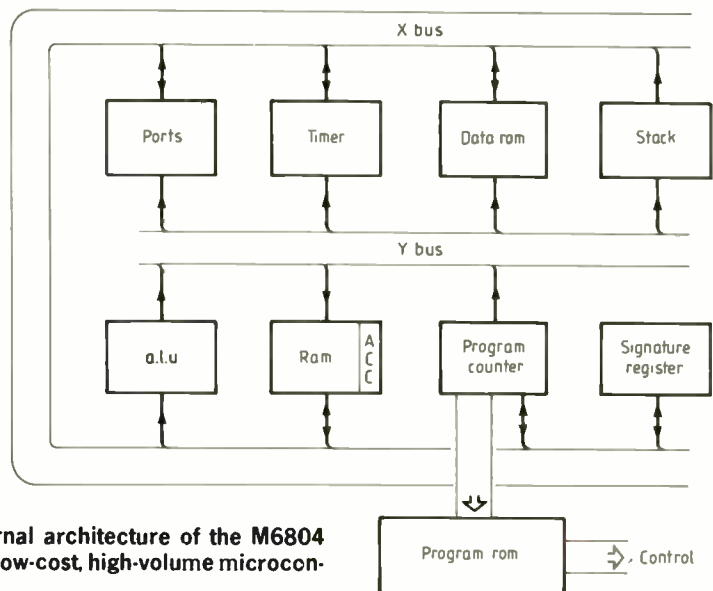 X bus
Ports
Timer
Data rom
Stack
Y bus
a.l.u
Ram
A
C
C
Program
counter
Signature
register
rnal architecture of the M6804
low-cost, high-volume microcon-
Program rom
Control